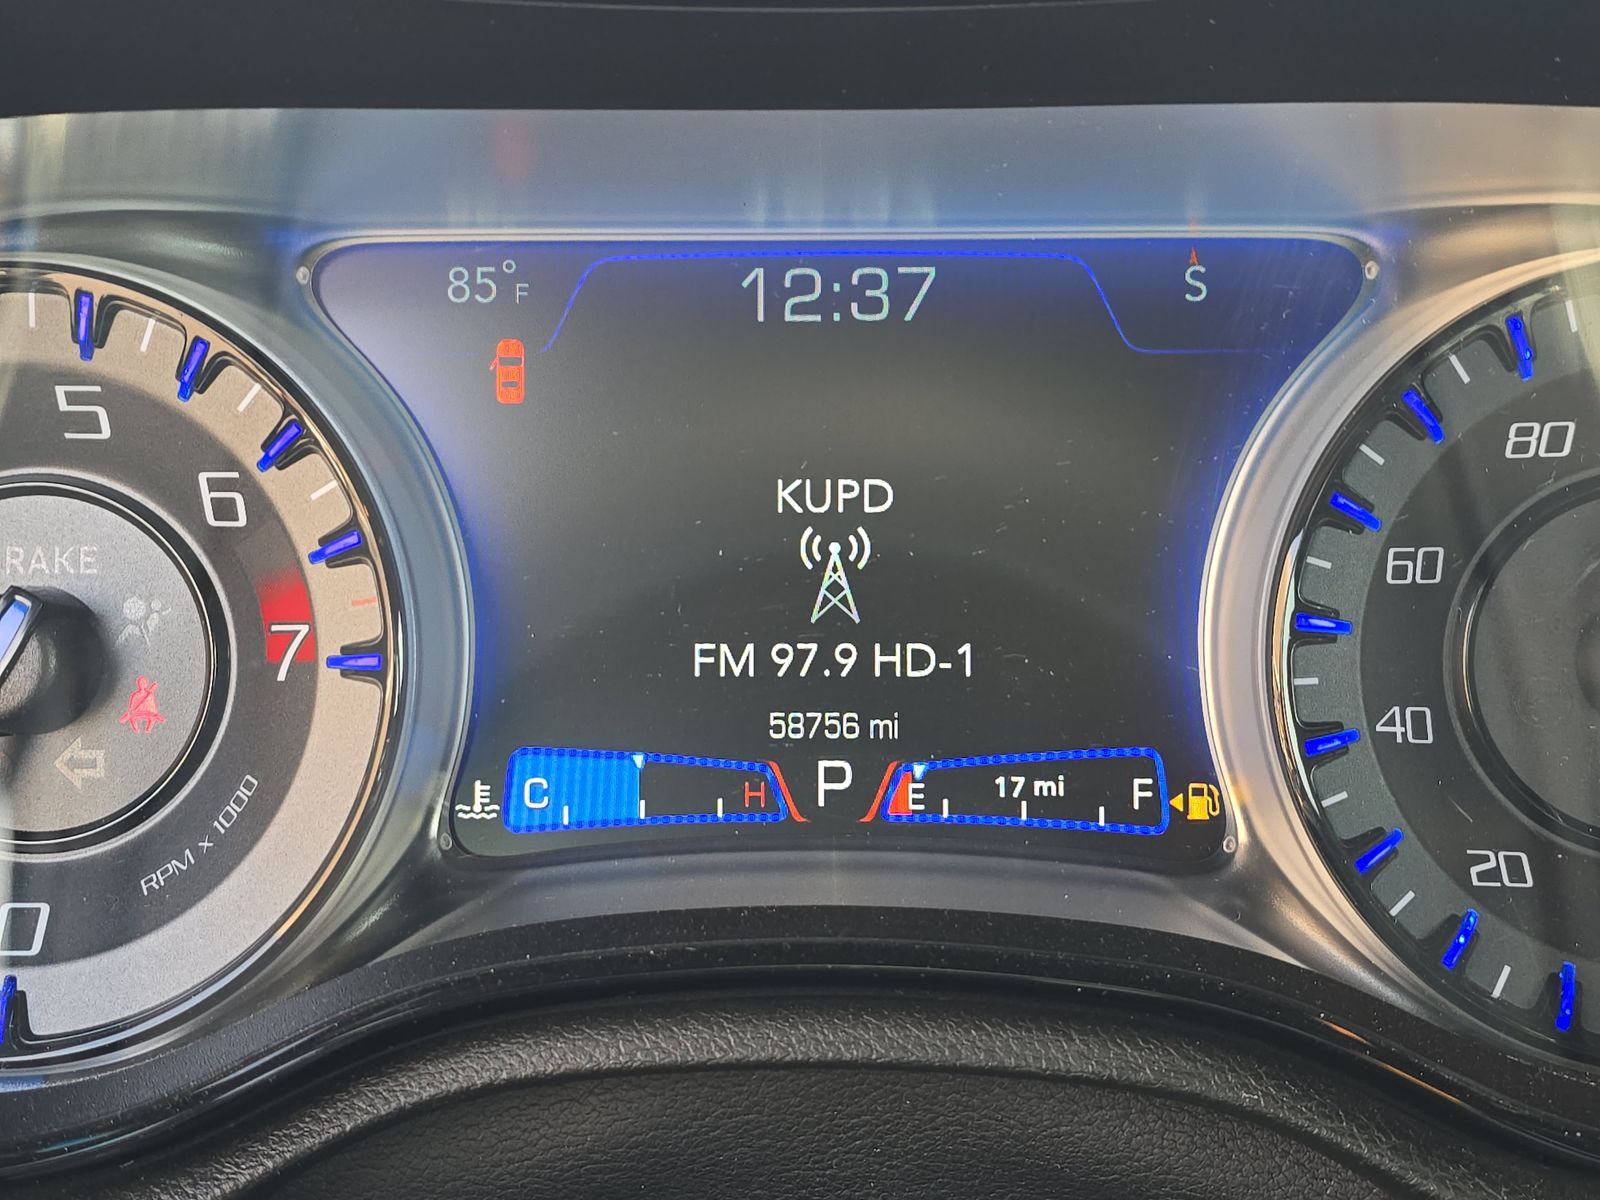 85°F
12:37
S
KUPD
FM 97.9 HD-1
58756 mi
C
H
P
E
17 mi
F
5
6
7
0
RAKE
RPM x 1000
80
60
40
20